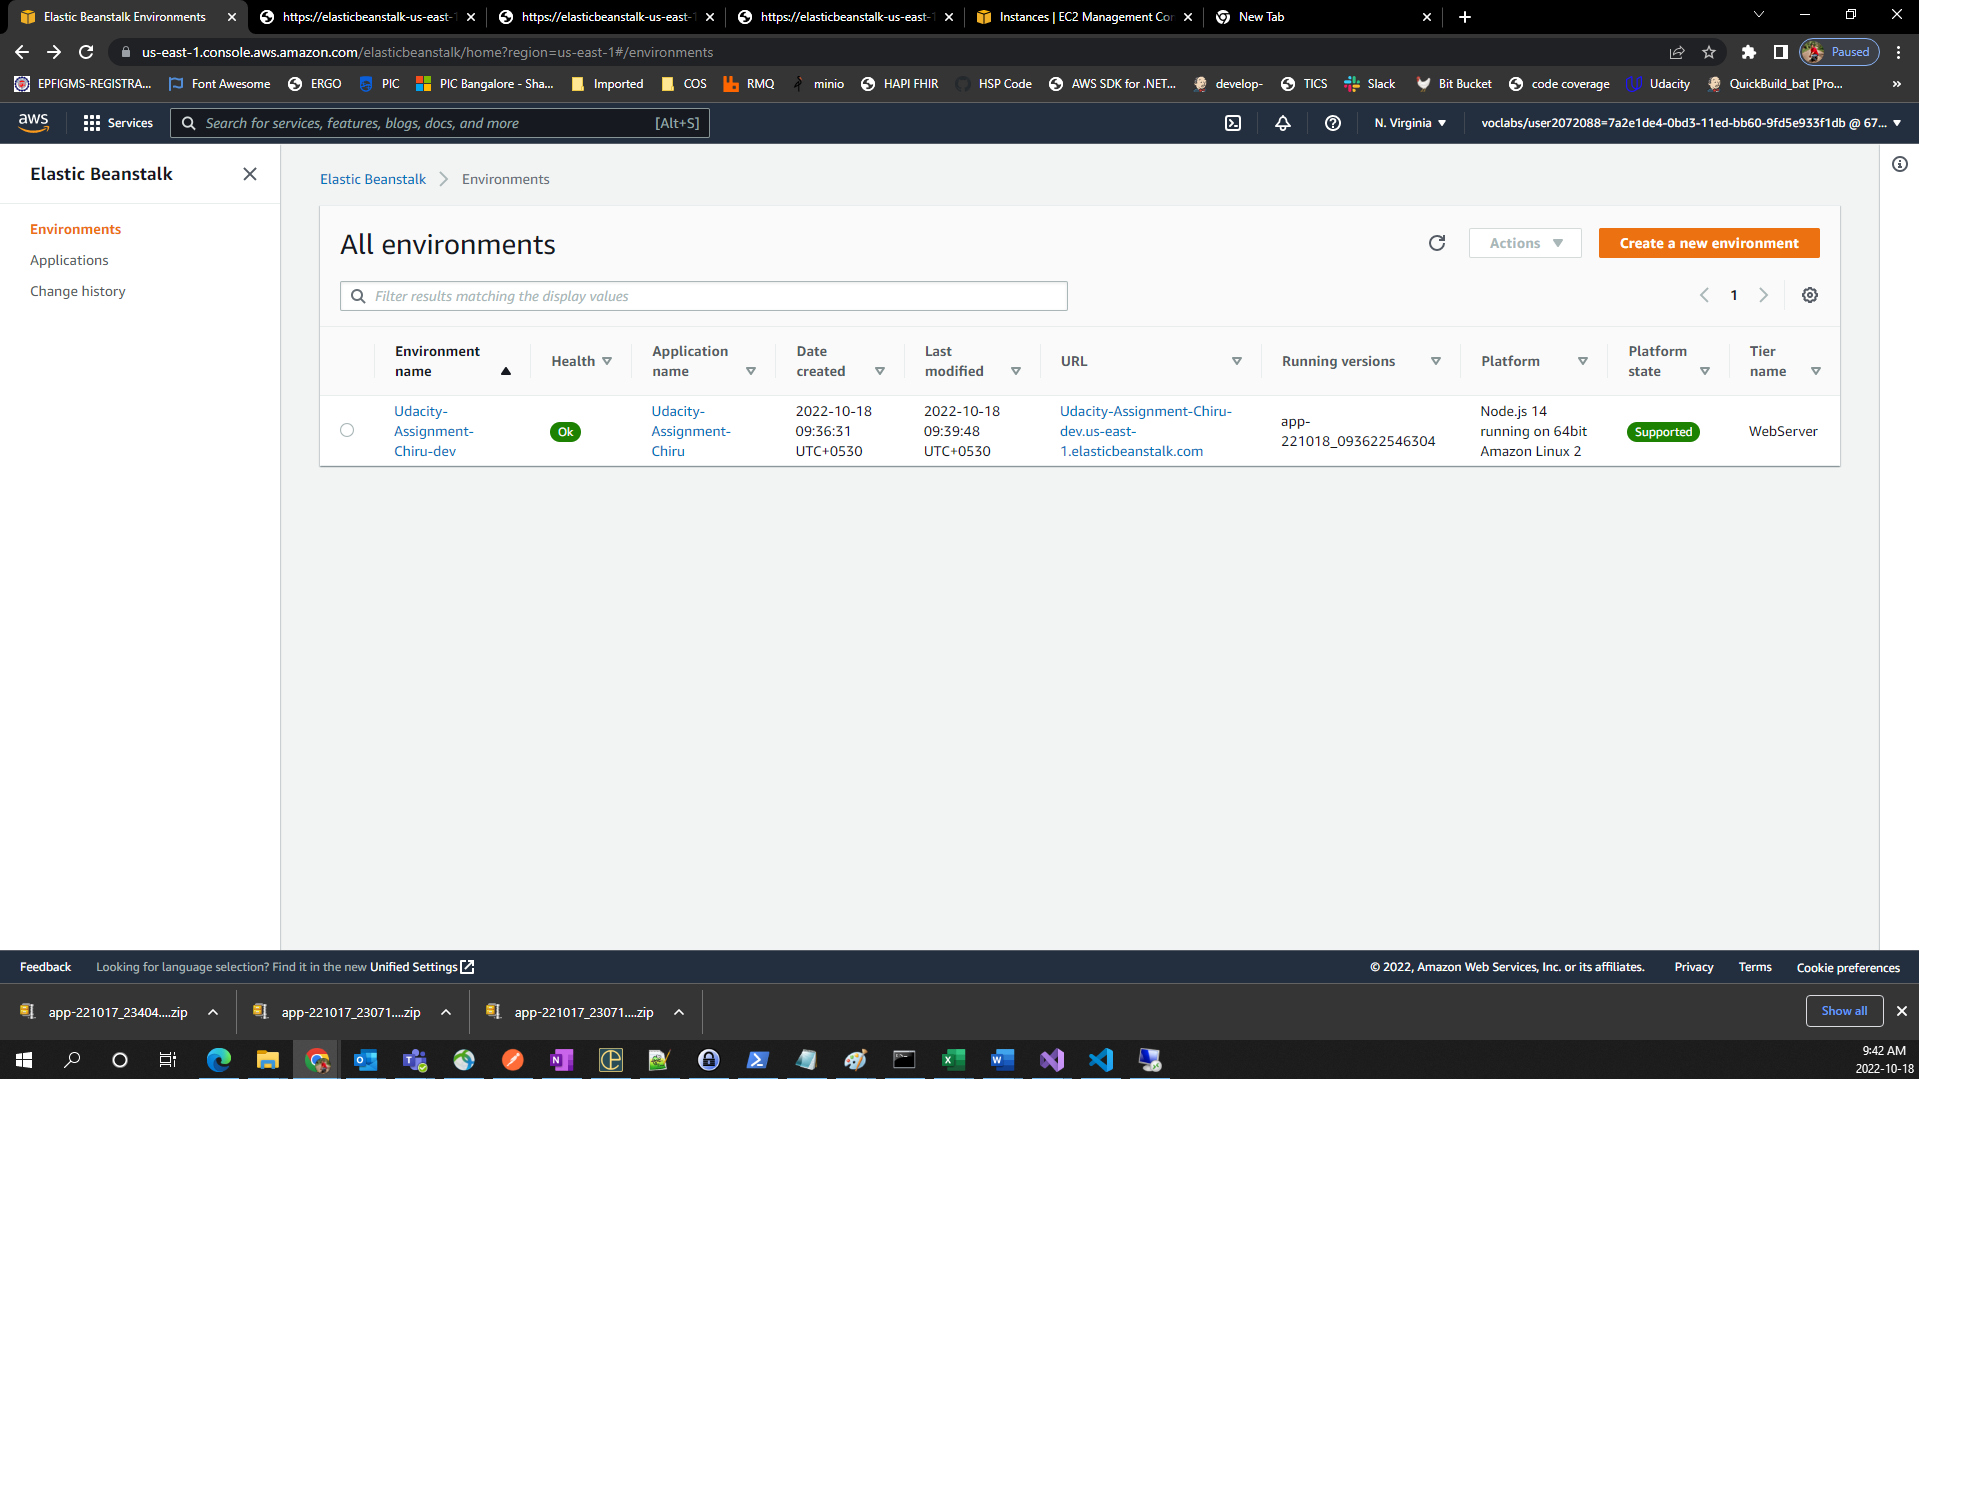 Elastic Beanstalk Environments
https://elasticbeanstalk-us-east-1
https://elasticbeanstalk-us-east-1
https://elasticbeanstalk-us-east-1
Instances | EC2 Management Cor
New Tab
us-east-1.console.aws.amazon.com/elasticbeanstalk/home?region=us-east-1#/environments
Paused
EPFIGMS-REGISTRA...
Font Awesome
ERGO
PIC
PIC Bangalore - Sha...
Imported
COS
RMQ
minio
HAPI FHIR
HSP Code
AWS SDK for .NET...
develop-
TICS
Slack
Bit Bucket
code coverage
Udacity
QuickBuild_bat [Pro...
»
aws
Services
Search for services, features, blogs, docs, and more
[Alt+S]
N. Virginia
voclabs/user2072088=7a2e1de4-0bd3-11ed-bb60-9fd5e933f1db @ 67...
Elastic Beanstalk
Environments
Applications
Change history
Elastic Beanstalk
Environments
All environments
Actions
Create a new environment
Filter results matching the display values
1
Environment
name
Health
Application
name
Date
created
Last
modified
URL
Running versions
Platform
Platform
state
Tier
name
Udacity-
Assignment-
Chiru-dev
Ok
Udacity-
Assignment-
Chiru
2022-10-18
09:36:31
UTC+0530
2022-10-18
09:39:48
UTC+0530
Udacity-Assignment-Chiru-
dev.us-east-
1.elasticbeanstalk.com
app-
221018_093622546304
Node.js 14
running on 64bit
Amazon Linux 2
Supported
WebServer
Feedback
Looking for language selection? Find it in the new Unified Settings
© 2022, Amazon Web Services, Inc. or its affiliates.
Privacy
Terms
Cookie preferences
app-221017_23404....zip
app-221017_23071....zip
app-221017_23071....zip
Show all
9:42 AM
2022-10-18